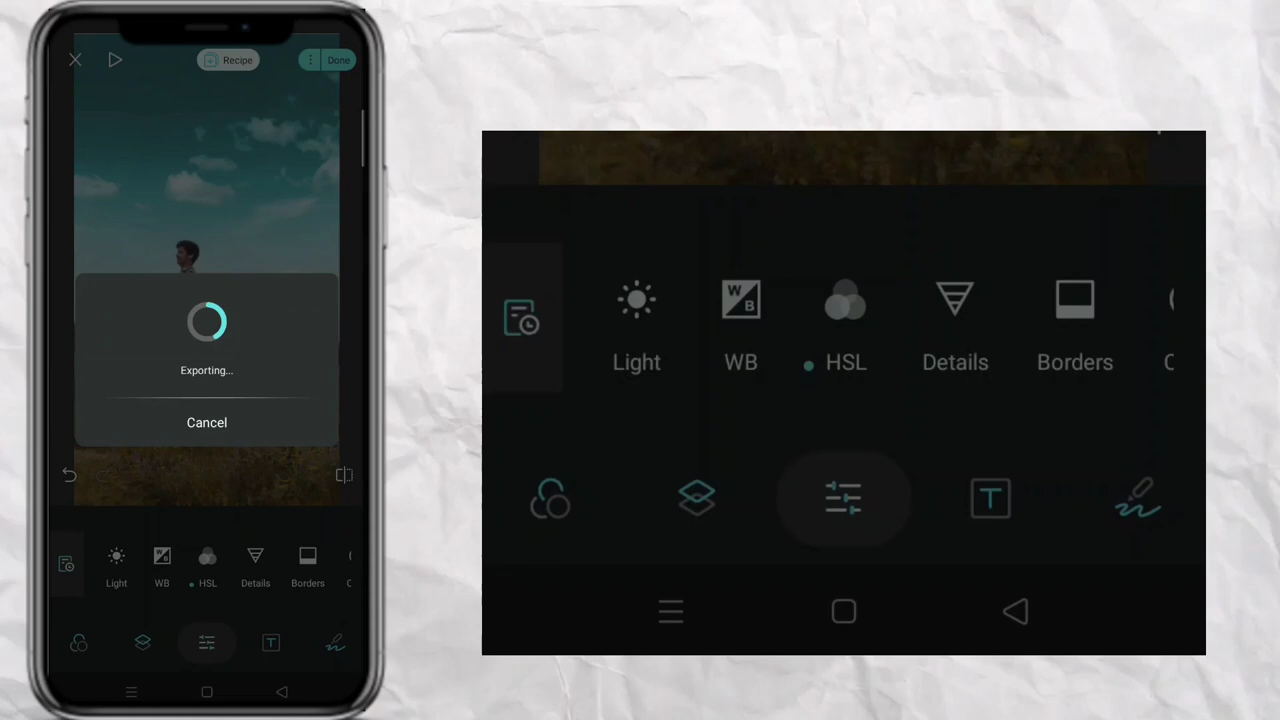 Recipe
Done
Exporting...
Cancel
Light
WB
HSL
Details
Borders
C
T
W
B
Light
WB
HSL
Details
Borders
C
T